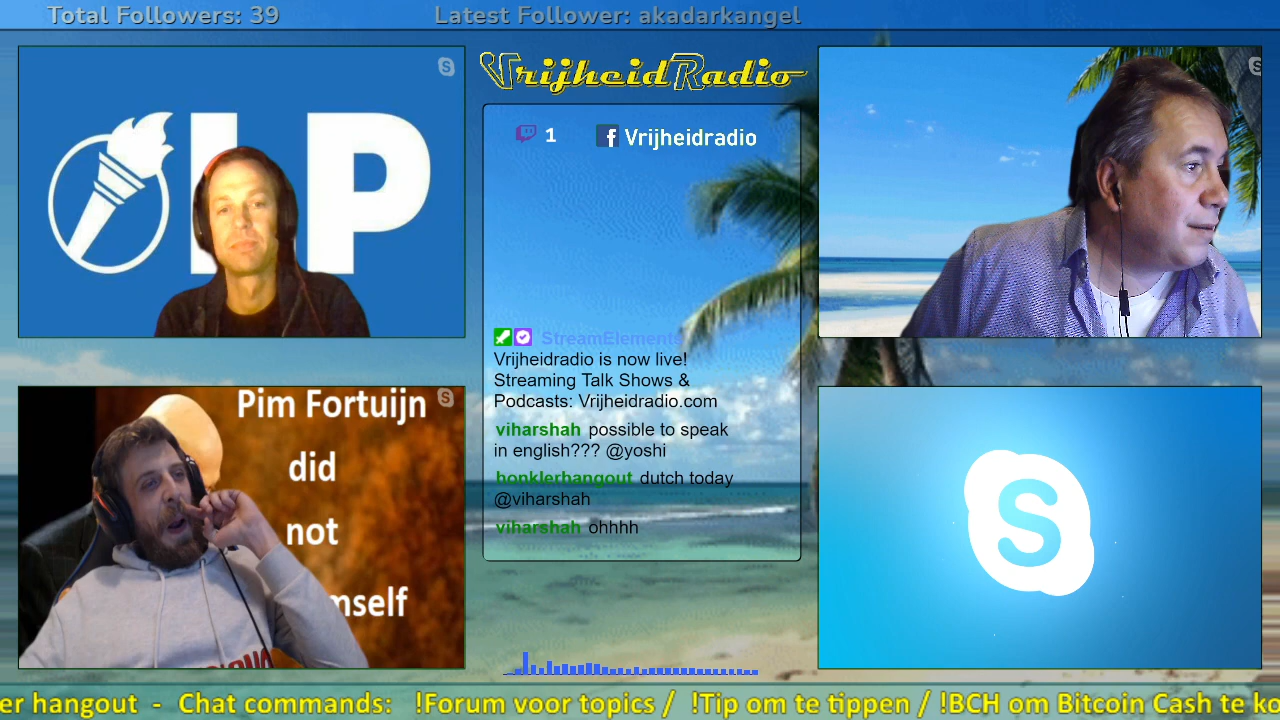 Total Followers: 39
Latest Follower: akadarkangel
LP
VrijheidRadio
1
Vrijheidradio
StreamElements
Vrijheidradio is now live!
Streaming Talk Shows &
Podcasts: Vrijheidradio.com
viharshah possible to speak
in english??? @yoshi
honklerhangout dutch today
@viharshah
viharshah ohhhh
Pim Fortuijn
did
not
mself
S
er hangout - Chat commands: !Forum voor topics / !Tip om te tippen / !BCH om Bitcoin Cash te ko